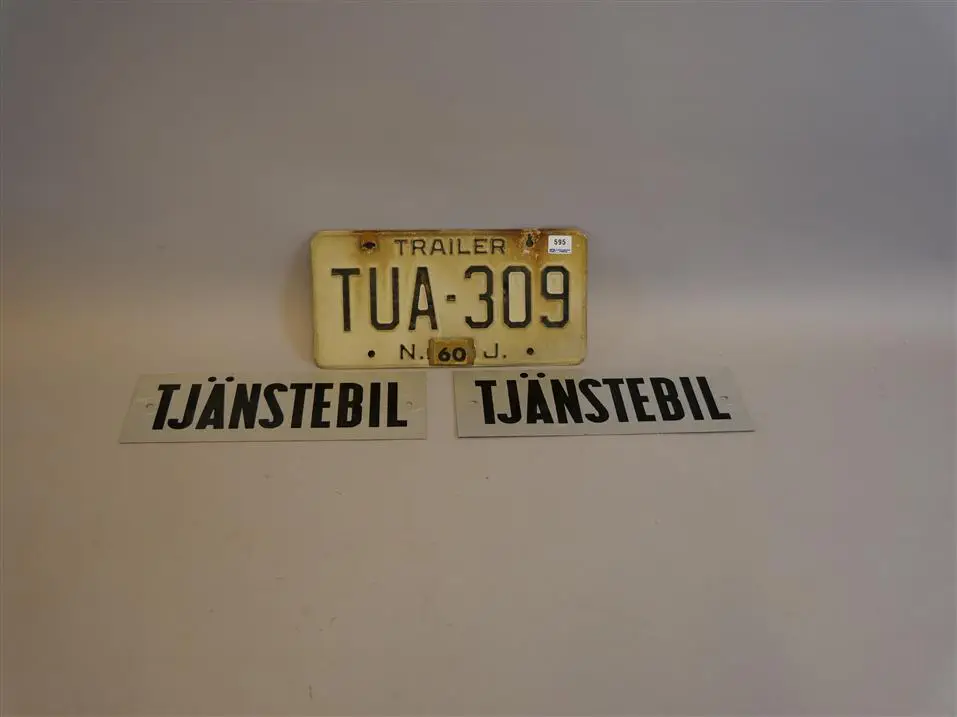 TRAILER
595
TUA-309
N. 60 J.
TJÄNSTEBIL
TJÄNSTEBIL